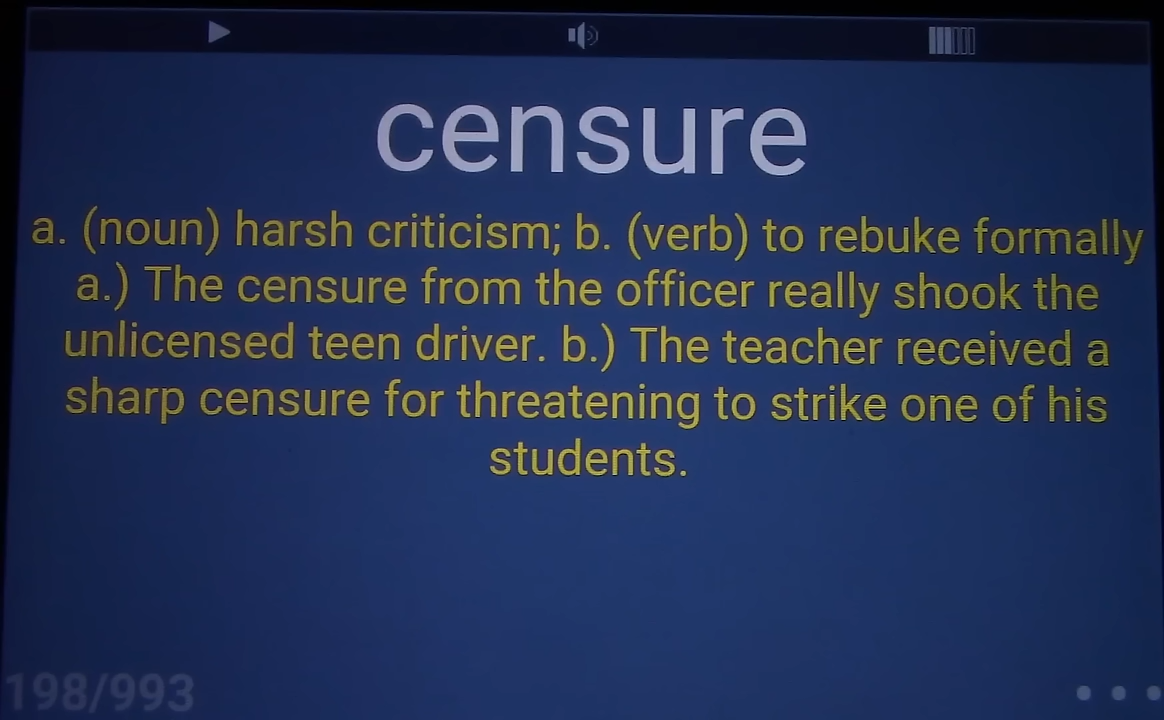 censure
a. (noun) harsh criticism; b. (verb) to rebuke formally
a.) The censure from the officer really shook the
unlicensed teen driver. b.) The teacher received a
sharp censure for threatening to strike one of his
students.
198/993